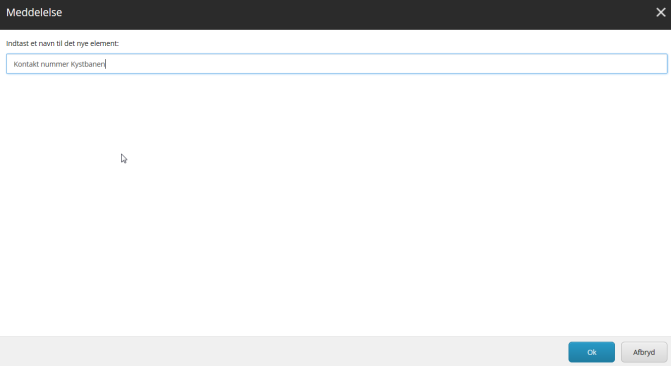 Meddelelse
Indtast et navn til det nye element:
Kontakt nummer Kystbanen
Ok
Afbryd